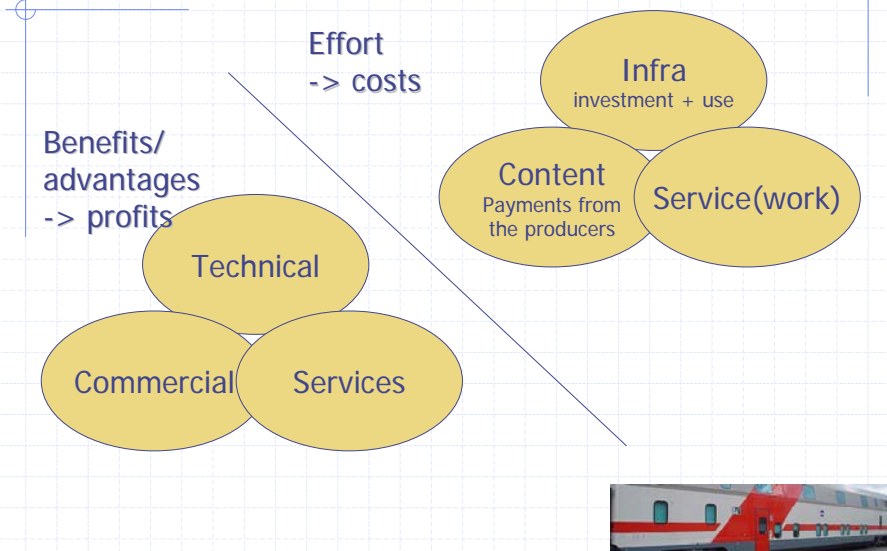 Effort
-> costs
Infra
investment + use
Content
Payments from
the producers
Service(work)
Benefits/
advantages
-> profits
Technical
Commercial
Services